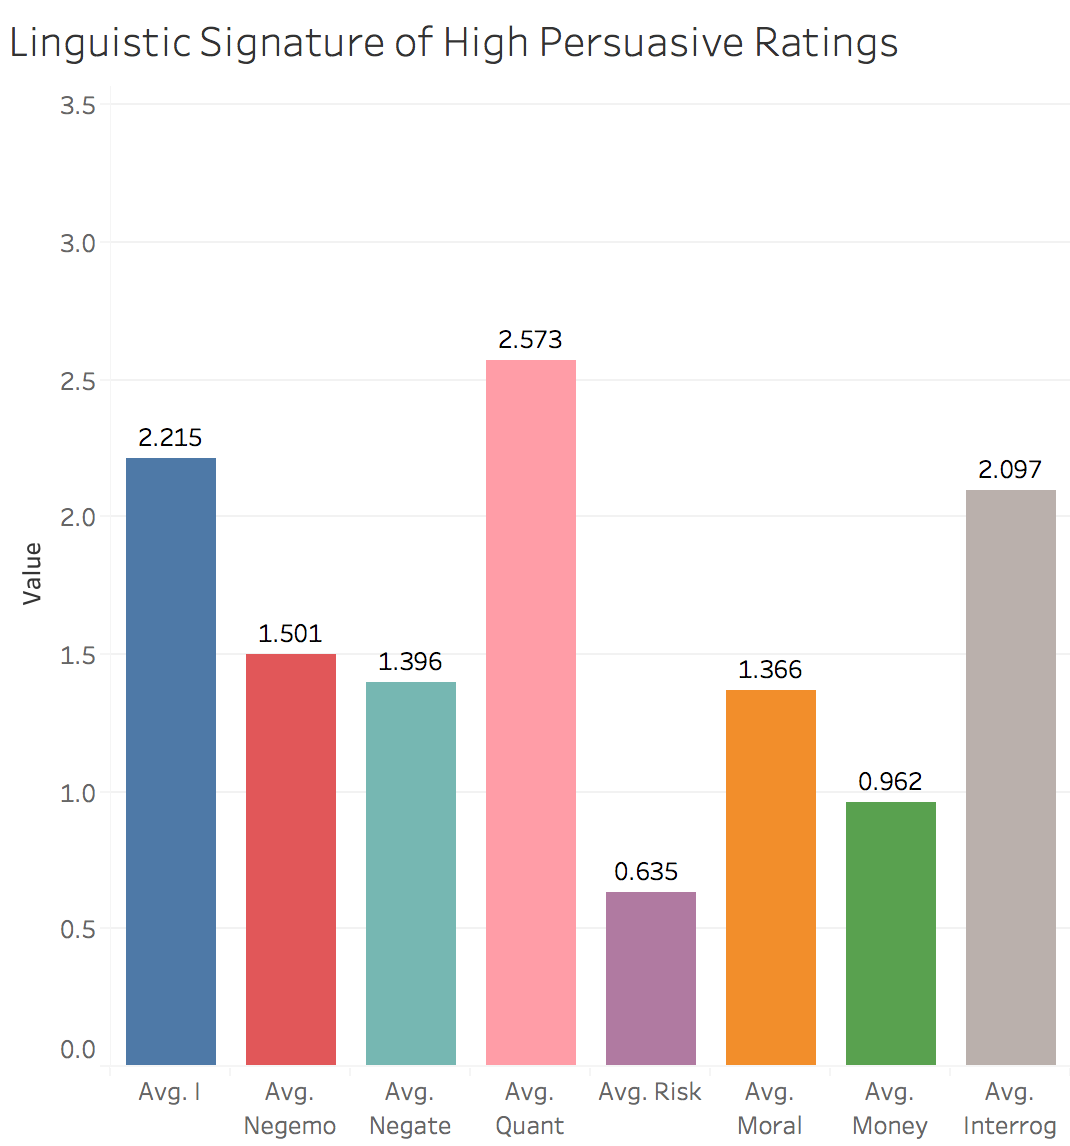 Linguistic Signature of High Persuasive Ratings
3.5
3.0
2.5
2.0
1.5
1.0
0.5
0.0
Value
2.215
1.501
1.396
2.573
0.635
1.366
0.962
2.097
Avg. I
Avg.
Negemo
Avg.
Negate
Avg.
Quant
Avg. Risk
Avg.
Moral
Avg.
Money
Avg.
Interrog